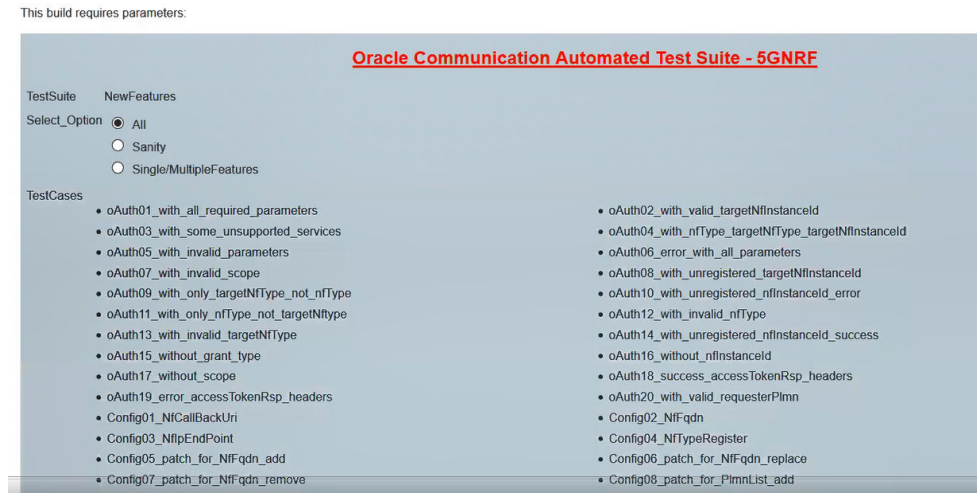 This build requires parameters:
Oracle Communication Automated Test Suite - 5GNRF
TestSuite NewFeatures
Select_Option All
Sanity
Single/MultipleFeatures
TestCases
oAuth01_with_all_required_parameters oAuth02_with_valid_targetNfInstanceId
oAuth03_with_some_unsupported_services oAuth04_with_nfType_targetNfType_targetNfInstanceId
oAuth05_with_invalid_parameters oAuth06_error_with_all_parameters
oAuth07_with_invalid_scope oAuth08_with_unregistered_targetNfInstanceId
oAuth09_with_only_targetNfType_not_nfType oAuth10_with_unregistered_nfInstanceId_error
oAuth11_with_only_nfType_not_targetNftype oAuth12_with_invalid_nfType
oAuth13_with_invalid_targetNfType oAuth14_with_unregistered_nfInstanceId_success
oAuth15_without_grant_type oAuth16_without_nfInstanceId
oAuth17_without_scope oAuth18_success_accessTokenRsp_headers
oAuth19_error_accessTokenRsp_headers oAuth20_with_valid_requesterPlmn
Config01_NfCallBackUri Config02_NfFqdn
Config03_NfIpEndPoint Config04_NfTypeRegister
Config05_patch_for_NfFqdn_add Config06_patch_for_NfFqdn_replace
Config07_patch_for_NfFqdn_remove Config08_patch_for_PlmnList_add